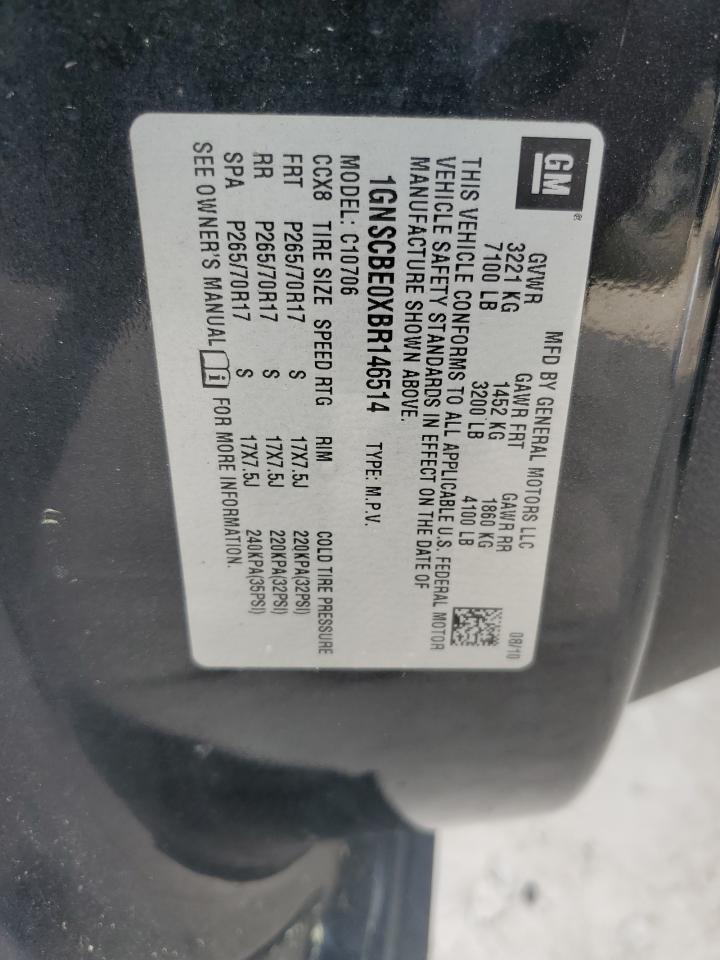 GM
®
MFD BY GENERAL MOTORS LLC 08/10
GVWR GAWR FRT GAWR RR
3221 KG 1452 KG 1860 KG
7100 LB 3200 LB 4100 LB
THIS VEHICLE CONFORMS TO ALL APPLICABLE U.S. FEDERAL MOTOR
VEHICLE SAFETY STANDARDS IN EFFECT ON THE DATE OF
MANUFACTURE SHOWN ABOVE.
1GNSCBE0XBR146514 TYPE: M.P.V.
MODEL: C10706
CCX8 TIRE SIZE SPEED RTG RIM COLD TIRE PRESSURE
FRT P265/70R17 S 17X7.5J 220KPA(32PSI)
RR P265/70R17 S 17X7.5J 220KPA(32PSI)
SPA P265/70R17 S 17X7.5J 240KPA(35PSI)
SEE OWNER'S MANUAL FOR MORE INFORMATION.